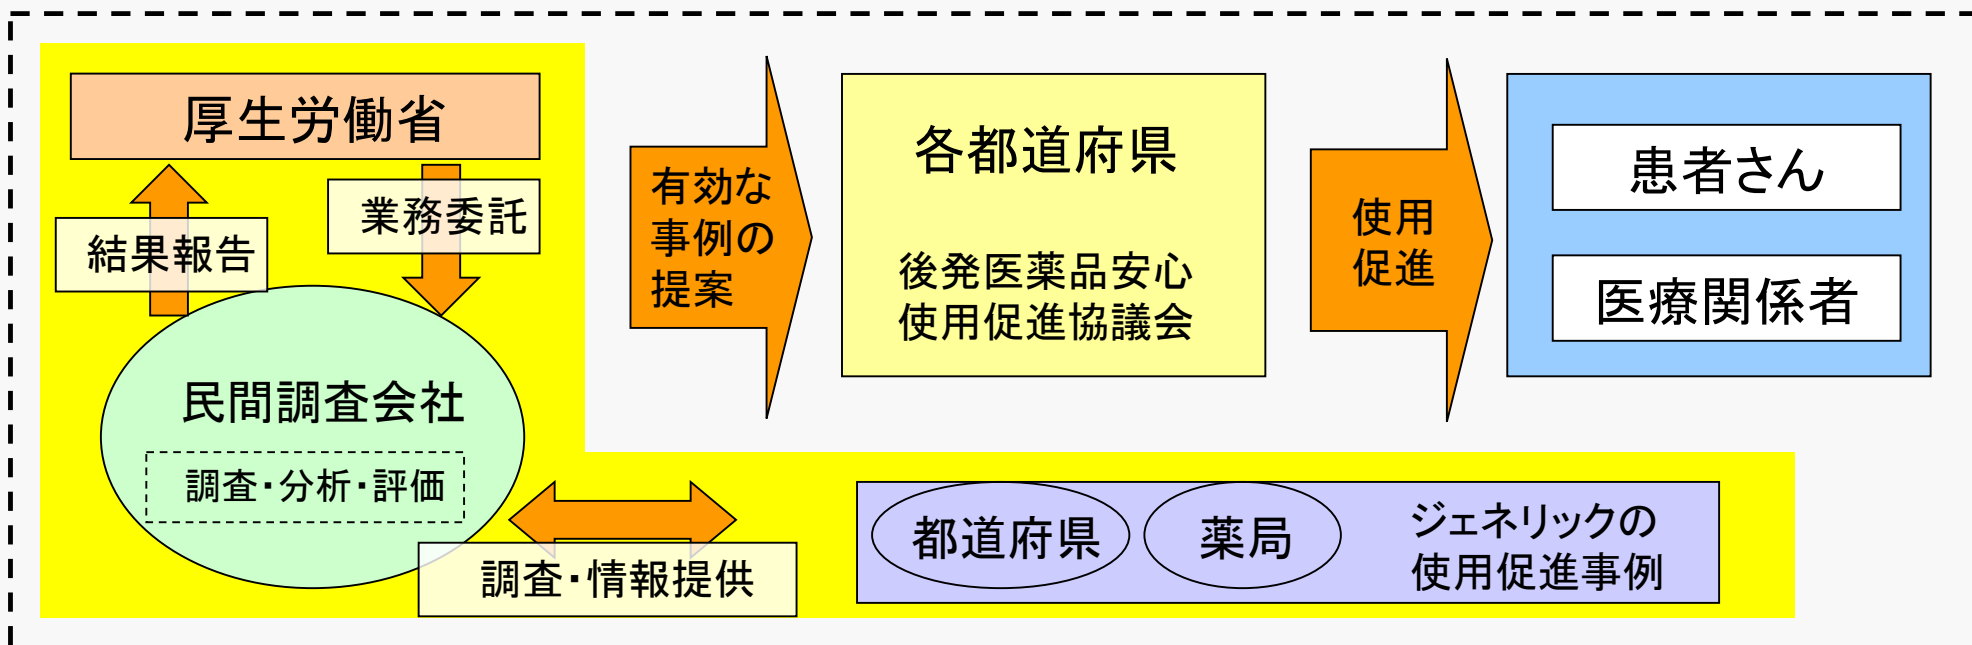 厚生労働省
結果報告
業務委託
民間調査会社
調査・分析・評価
調査・情報提供
有効な
事例の
提案
各都道府県
後発医薬品安心
使用促進協議会
使用
促進
患者さん
医療関係者
都道府県
薬局
ジェネリックの
使用促進事例